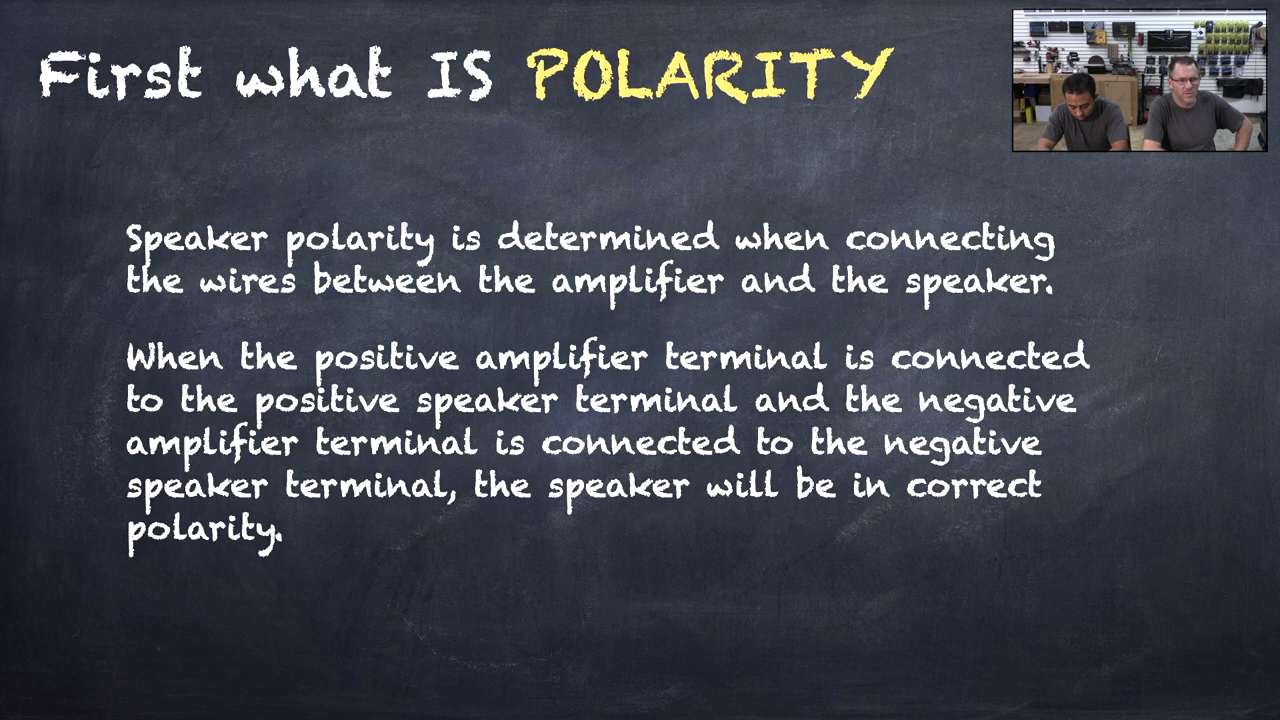 First what IS POLARITY
Speaker polarity is determined when connecting
the wires between the amplifier and the speaker.
When the positive amplifier terminal is connected
to the positive speaker terminal and the negative
amplifier terminal is connected to the negative
speaker terminal, the speaker will be in correct
polarity.